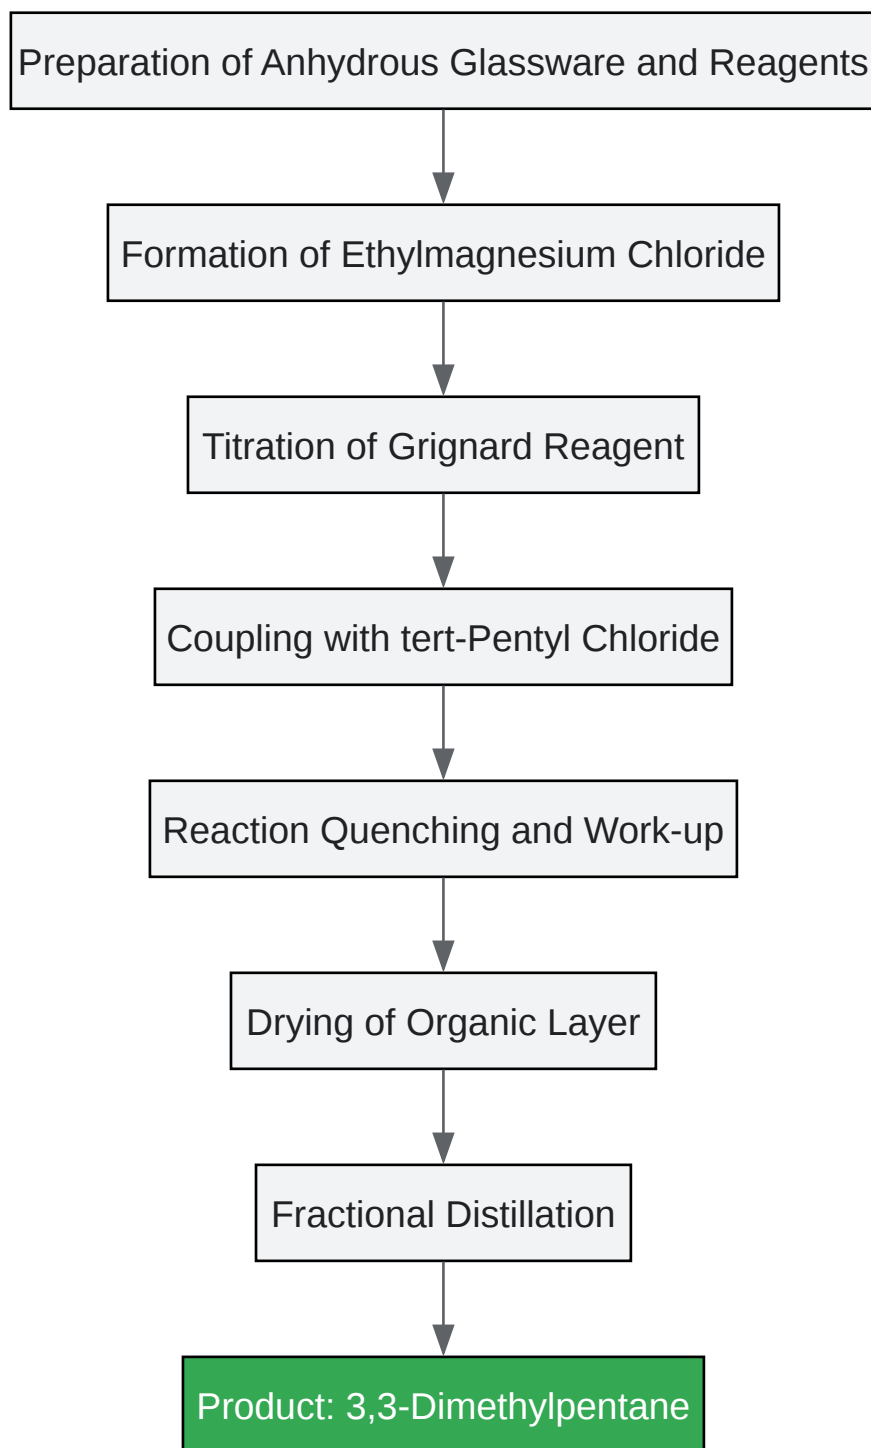 Preparation of Anhydrous Glassware and Reagents
Formation of Ethylmagnesium Chloride
Titration of Grignard Reagent
Coupling with tert-Pentyl Chloride
Reaction Quenching and Work-up
Drying of Organic Layer
Fractional Distillation
Product: 3,3-Dimethylpentane